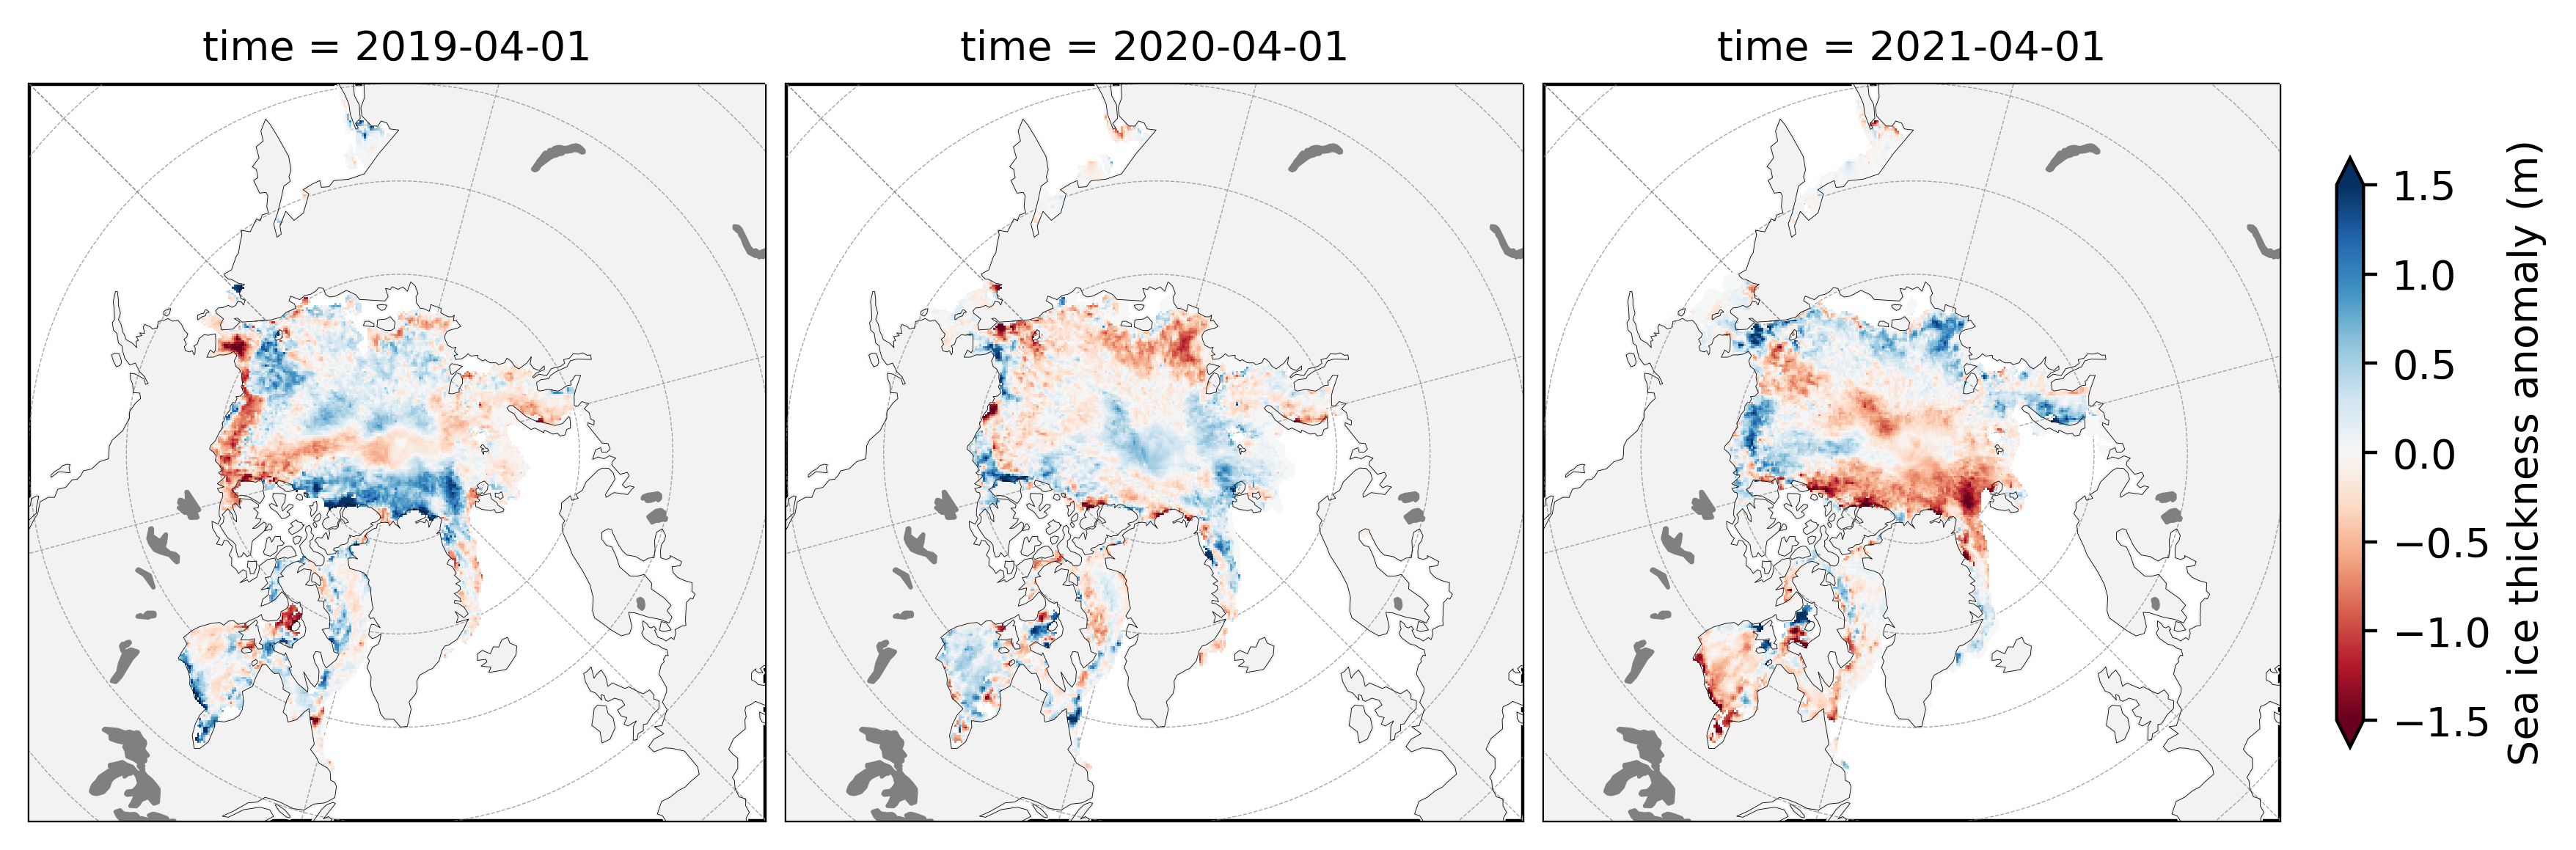 time = 2019-04-01
time = 2020-04-01
time = 2021-04-01
1.5
1.0
0.5
0.0
−0.5
−1.0
−1.5
Sea ice thickness anomaly (m)